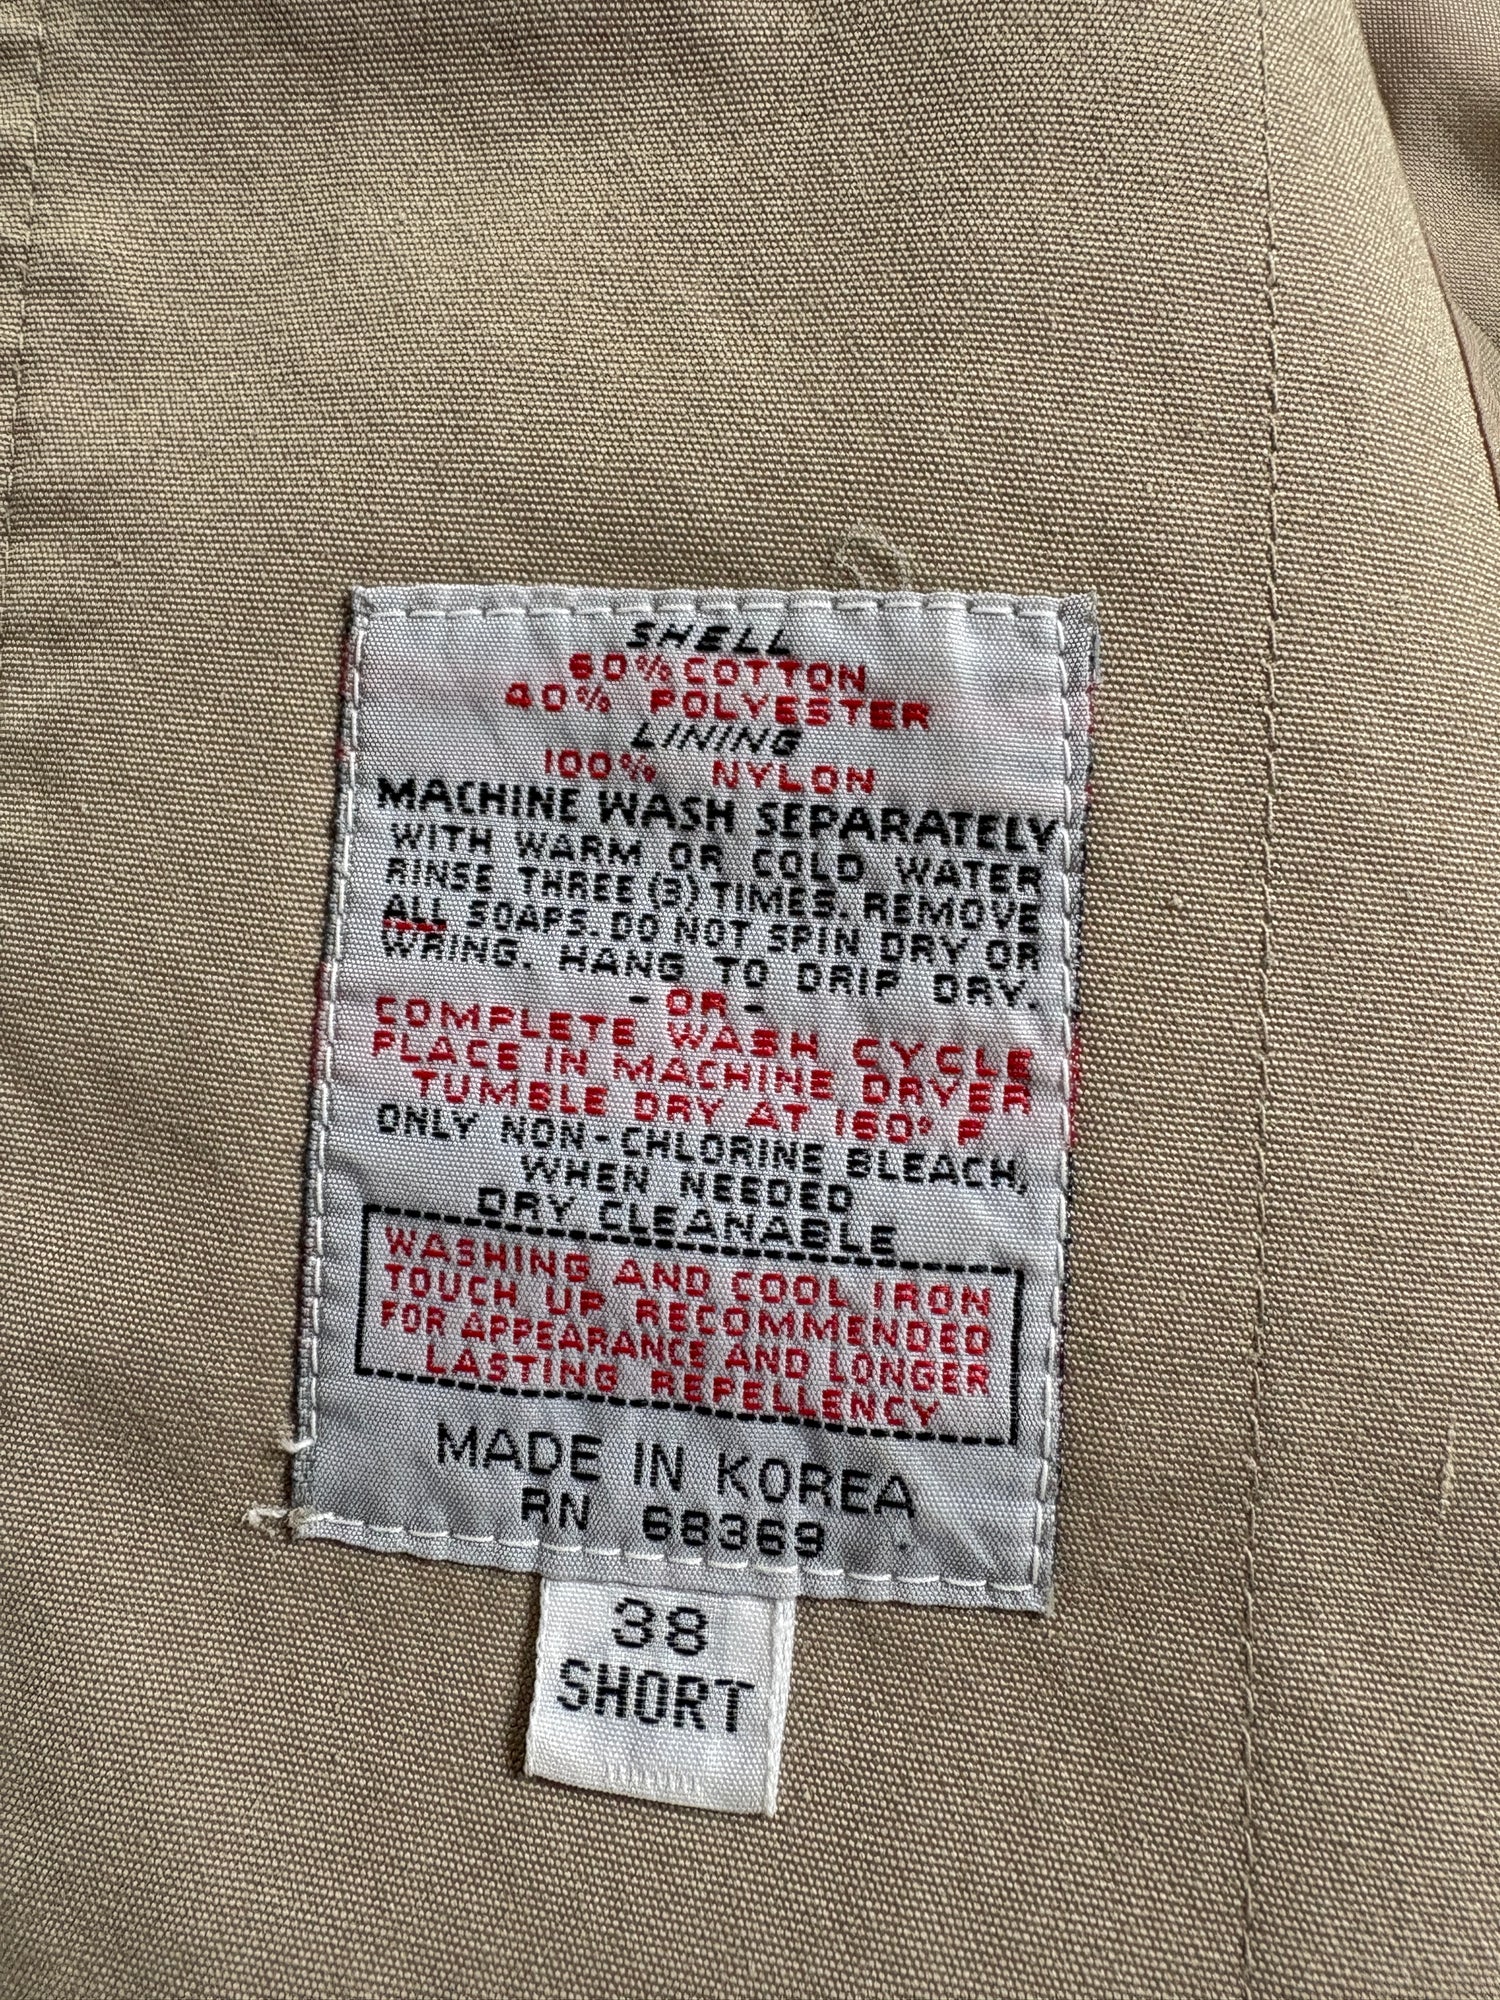 SHELL
60% COTTON
40% POLYESTER
LINING
100% NYLON
MACHINE WASH SEPARATELY
WITH WARM OR COLD WATER
RINSE THREE (3) TIMES. REMOVE
ALL SOAPS. DO NOT SPIN DRY OR
WRING. HANG TO DRIP DRY.
- OR -
COMPLETE WASH CYCLE
PLACE IN MACHINE DRYER
TUMBLE DRY AT 160° F
ONLY NON-CHLORINE BLEACH,
WHEN NEEDED
DRY CLEANABLE
WASHING AND COOL IRON
TOUCH UP RECOMMENDED
FOR APPEARANCE AND LONGER
LASTING REPELLENCY
MADE IN KOREA
RN 68369
38
SHORT